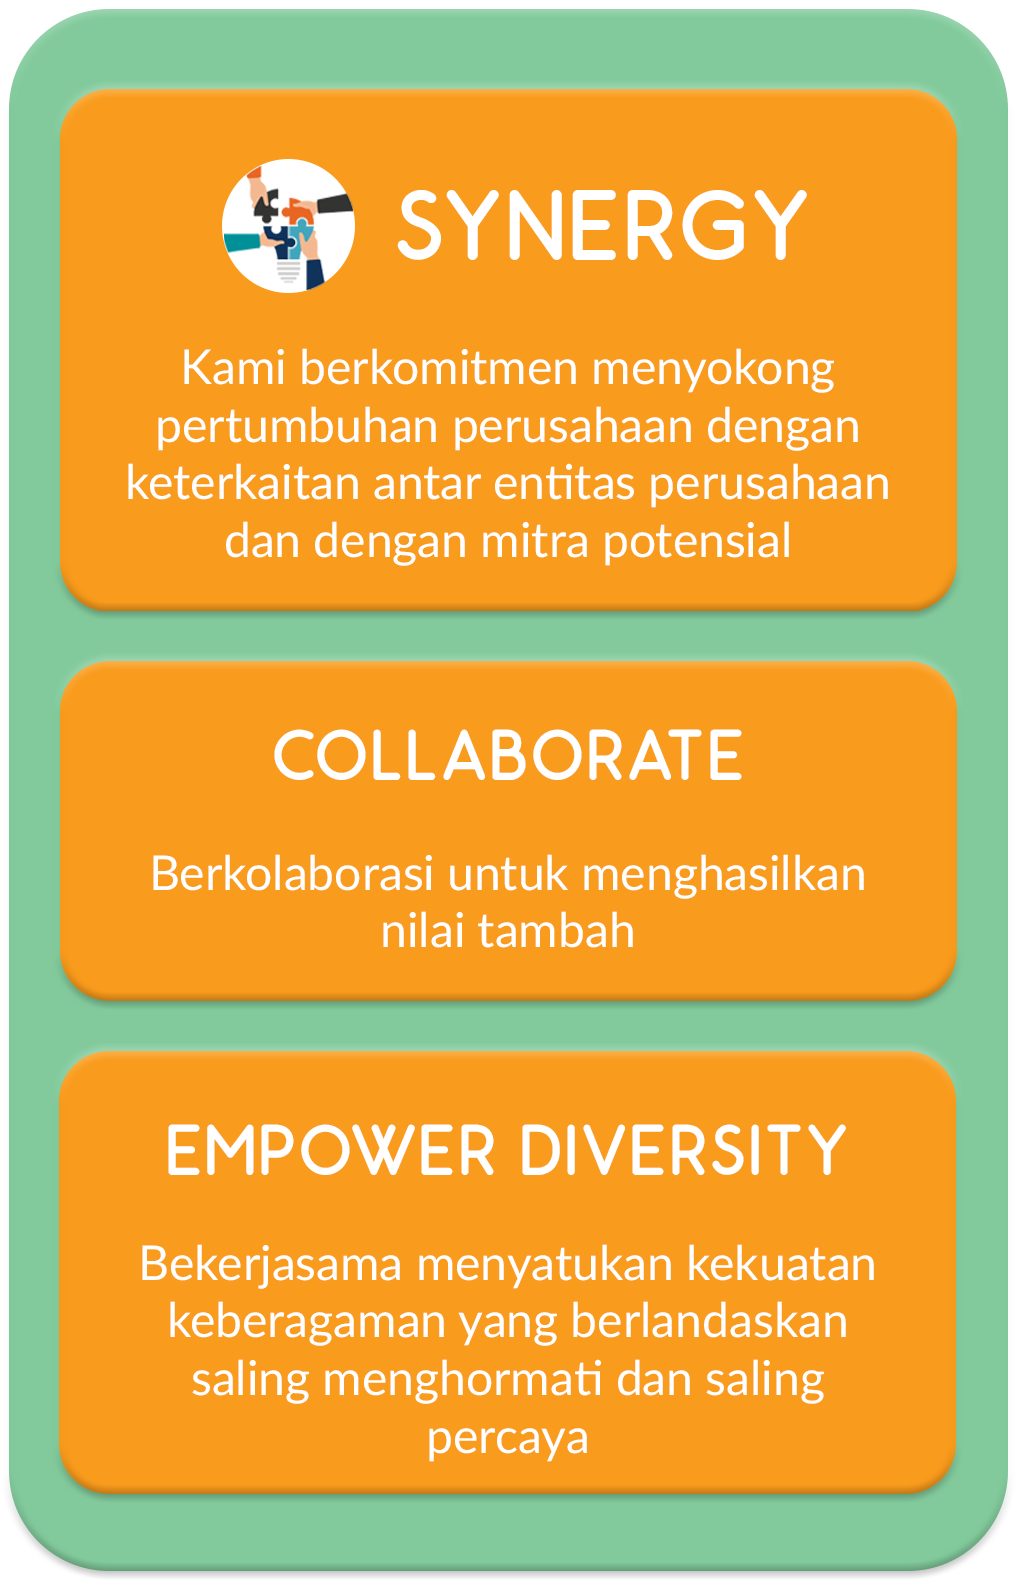 SYNERGY
Kami berkomitmen menyokong
pertumbuhan perusahaan dengan
keterkaitan antar entitas perusahaan
dan dengan mitra potensial
COLLABORATE
Berkolaborasi untuk menghasilkan
nilai tambah
EMPOWER DIVERSITY
Bekerjasama menyatukan kekuatan
keberagaman yang berlandaskan
saling menghormati dan saling
percaya